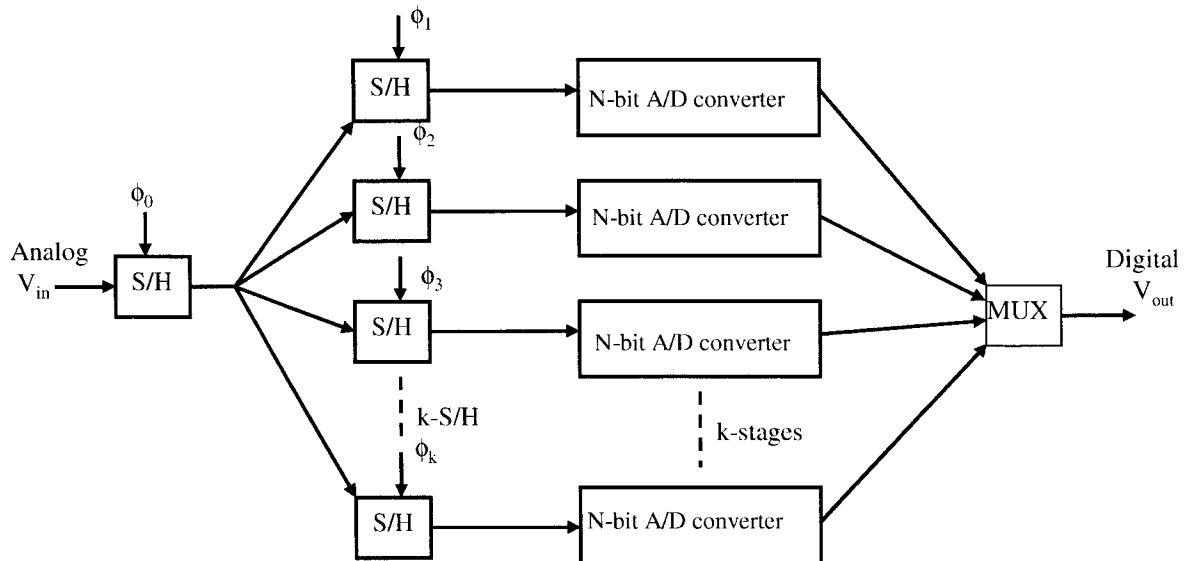 ϕ1
S/H
N-bit A/D converter
ϕ2
S/H
N-bit A/D converter
ϕ0
Analog
Vin
S/H
ϕ3
S/H
N-bit A/D converter
MUX
Digital
Vout
k-S/H
k-stages
ϕk
S/H
N-bit A/D converter